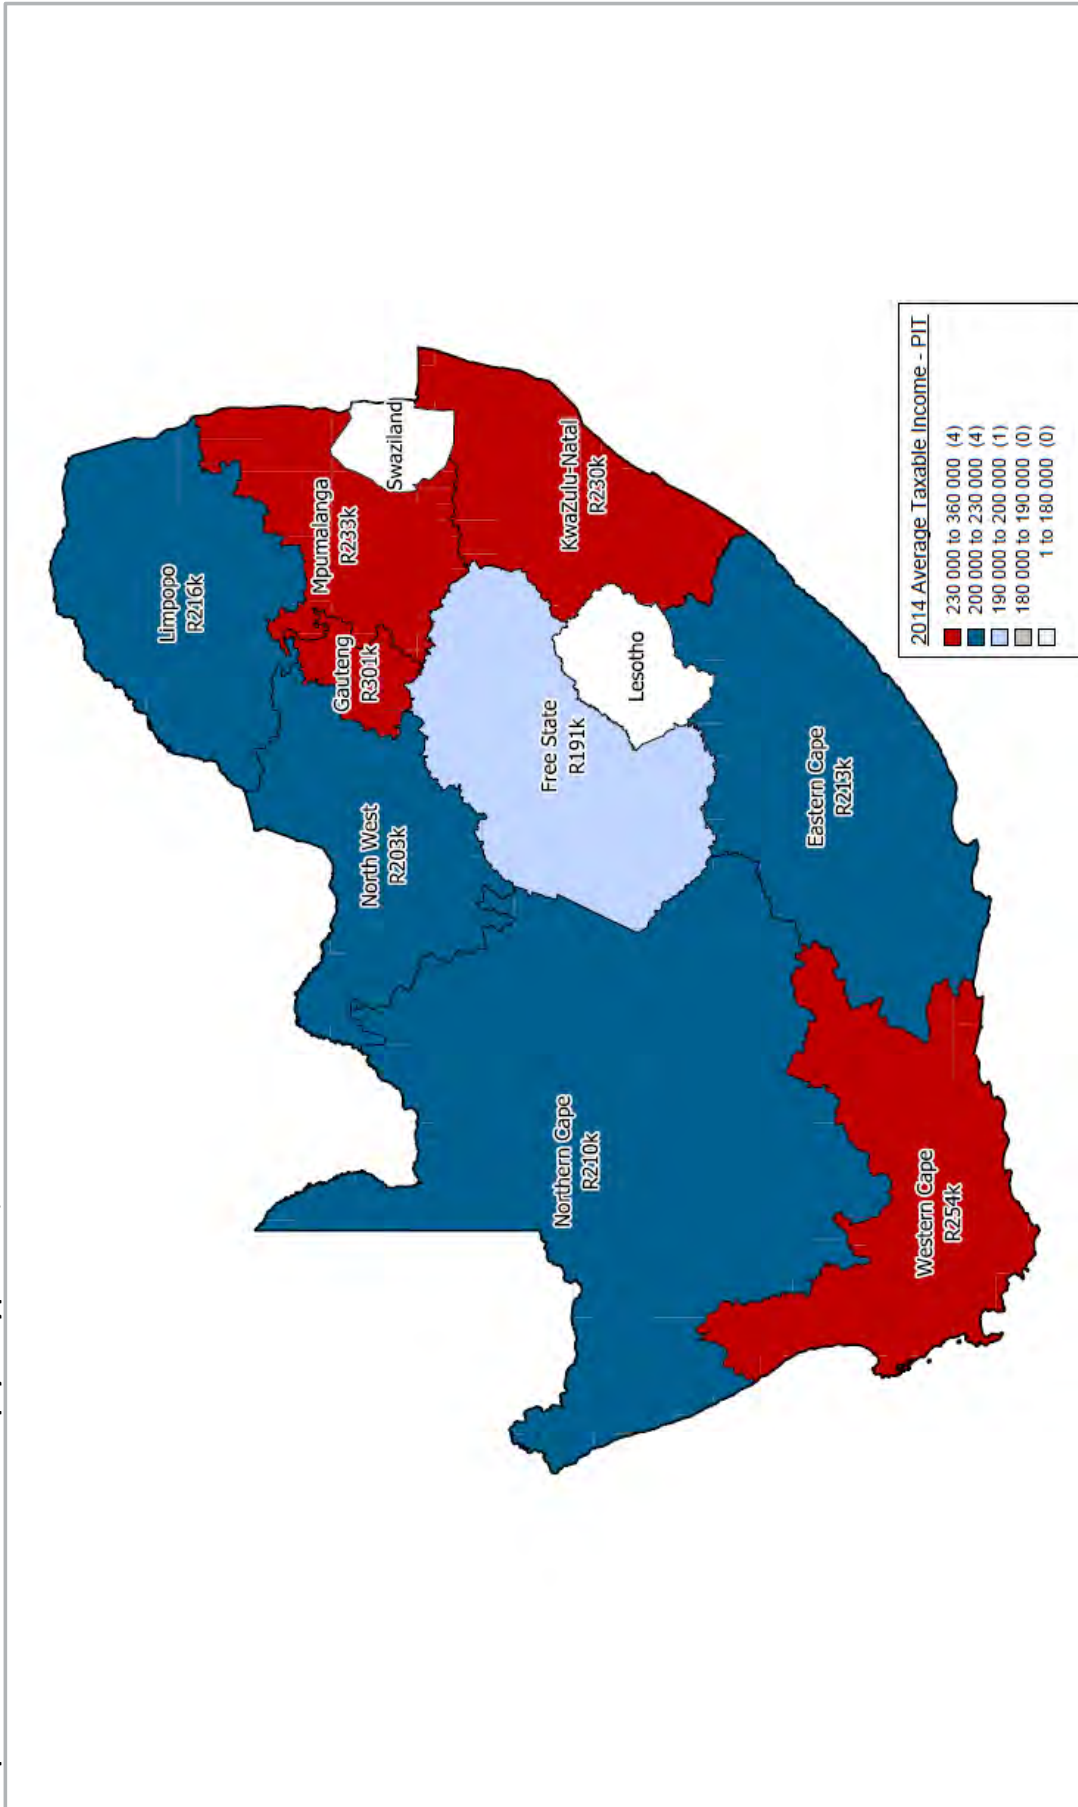 Limpopo
R216k
Mpumalanga
R233k
Gauteng
R301k
Swaziland
North West
R203k
KwaZulu-Natal
R230k
Free State
R191k
Lesotho
Northern Cape
R210k
Eastern Cape
R213k
Western Cape
R254k
2014 Average Taxable Income - PIT
230 000 to 360 000 (4)
200 000 to 230 000 (4)
190 000 to 200 000 (1)
180 000 to 190 000 (0)
1 to 180 000 (0)